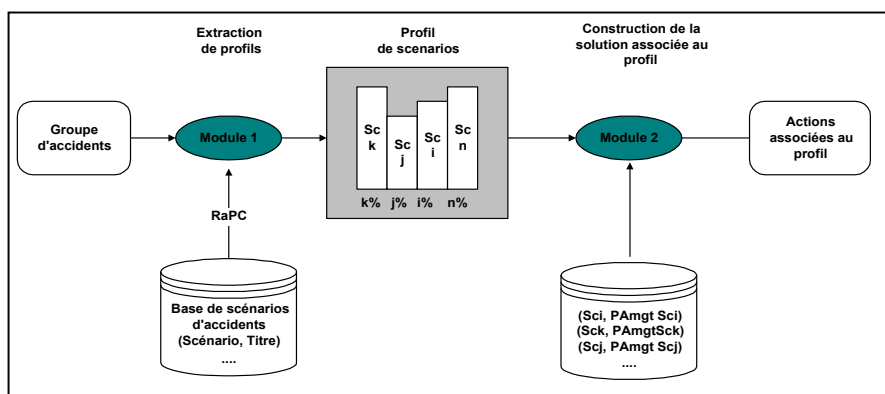 Extraction
de profils
Profil
de scenarios
Construction de la
solution associée au
profil
Groupe
d'accidents
Module 1
Sc
k
Sc
j
Sc
i
Sc
n
k% j% i% n%
Module 2
Actions
associées au
profil
RaPC
Base de scénarios
d'accidents
(Scénario, Titre)
....
(Sci, PAmgt Sci)
(Sck, PAmgtSck)
(Scj, PAmgt Scj)
....